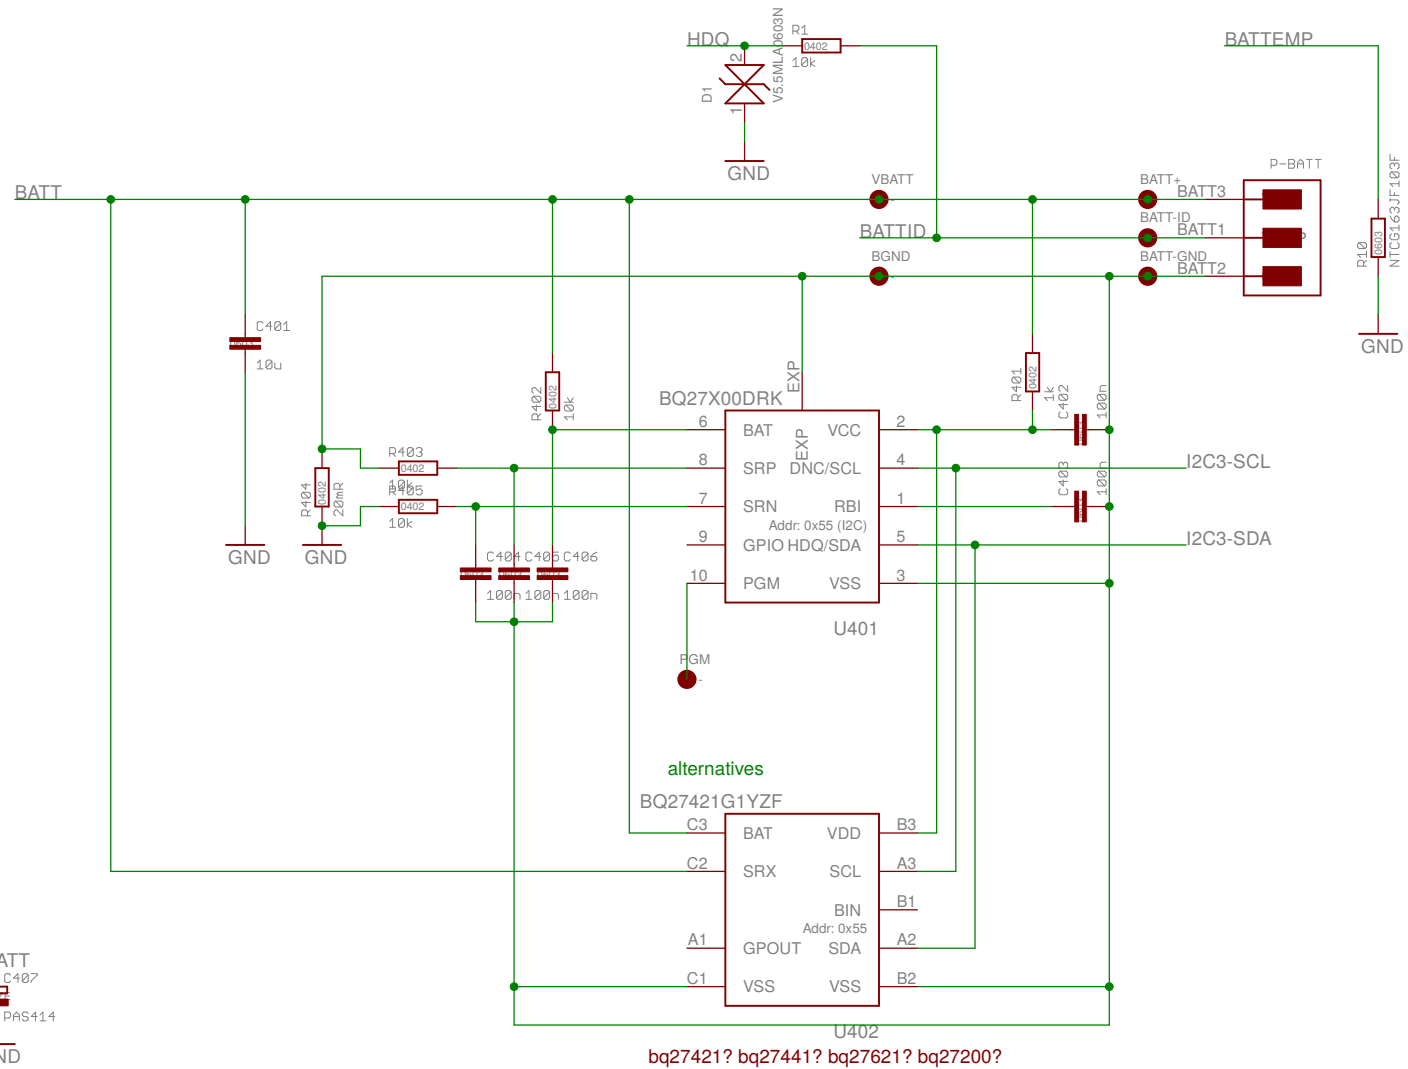 HDQ
R1
0402
10k
V5.5MLA0603N
2
D1
1
GND
BATTEMP
P-BATT
BATT
VBATT
BATT+
BATT3
BATTID
BATT-ID
BATT1
BGND
BATT-GND
BATT2
R10
0603
NTCG163JF103F
GND
C401
10u
GND
R402
0402
10k
R401
0402
1k
C402
100n
BQ27X00DRK
EXP
EXP
6
BAT
VCC
2
R403
0402
10k
8
SRP
DNC/SCL
4
I2C3-SCL
R404
0402
20mR
R405
0402
10k
7
SRN
RBI
1
C403
100n
Addr: 0x55 (I2C)
9
GPIO
HDQ/SDA
5
I2C3-SDA
GND
C404
C405
C406
100n
100n
100n
10
PGM
VSS
3
U401
PGM
-
alternatives
BQ27421G1YZF
C3
BAT
VDD
B3
C2
SRX
SCL
A3
BIN
B1
Addr: 0x55
A1
GPOUT
SDA
A2
C1
VSS
VSS
B2
U402
bq27421? bq27441? bq27621? bq27200?
ATT
C407
PAS414
ND